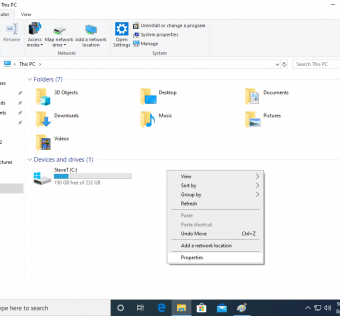 This PC
View
Uninstall or change a program
System properties
Manage
Rename
Access media
Map network drive
Add a network location
Open Settings
Network
System
This PC
Search This PC
Folders (7)
3D Objects
Desktop
Documents
Downloads
Music
Pictures
Videos
Devices and drives (1)
SteveT (C:)
190 GB free of 232 GB
View
Sort by
Group by
Refresh
Paste
Paste shortcut
Undo Move Ctrl+Z
Add a network location
Properties
pe here to search